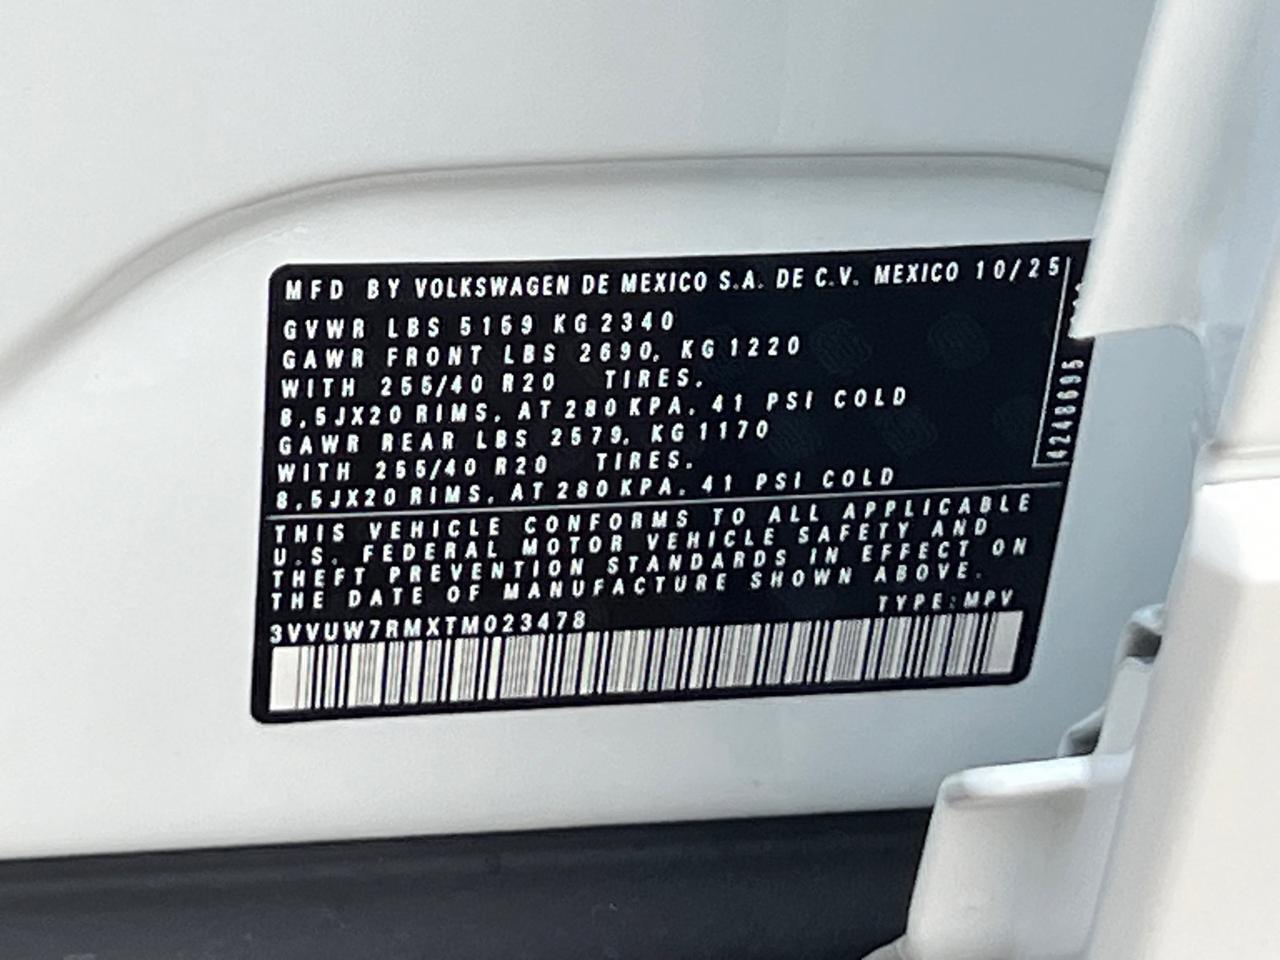 MFD BY VOLKSWAGEN DE MEXICO S.A. DE C.V. MEXICO 10/25
GVWR LBS 5159 KG 2340
GAWR FRONT LBS 2690, KG 1220
WITH 255/40 R20 TIRES.
8,5JX20 RIMS, AT 280 KPA, 41 PSI COLD
GAWR REAR LBS 2579, KG 1170
WITH 255/40 R20 TIRES.
8,5JX20 RIMS, AT 280 KPA, 41 PSI COLD
THIS VEHICLE CONFORMS TO ALL APPLICABLE
U.S. FEDERAL MOTOR VEHICLE SAFETY AND
THEFT PREVENTION STANDARDS IN EFFECT ON
THE DATE OF MANUFACTURE SHOWN ABOVE.
TYPE: MPV
3VVUW7RMXTM023478
4248695